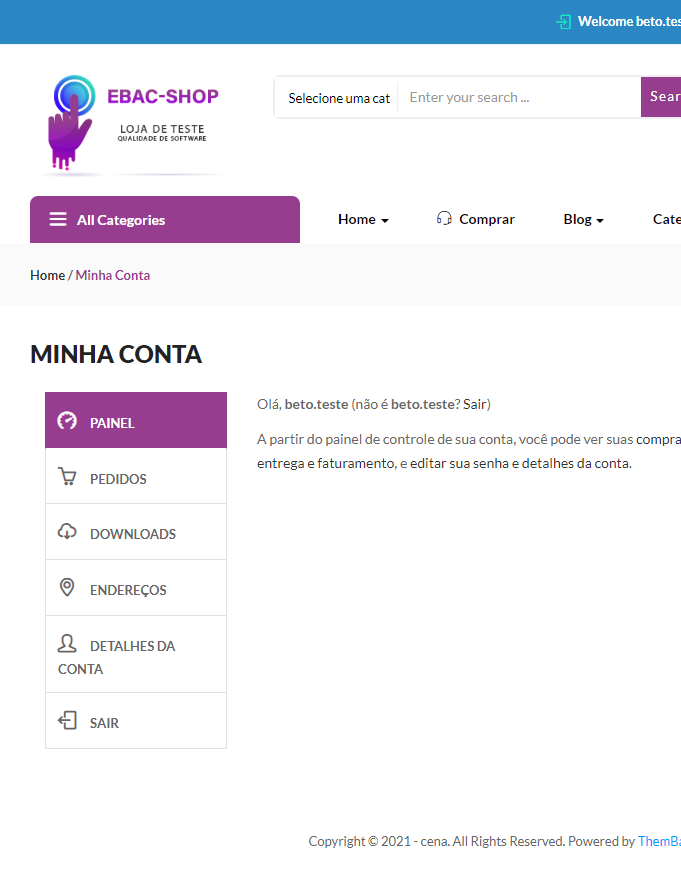 Welcome beto.tes
EBAC-SHOP
LOJA DE TESTE
QUALIDADE DE SOFTWARE
Selecione uma cat
Enter your search ...
Sear
All Categories
Home
Comprar
Blog
Cate
Home / Minha Conta
MINHA CONTA
PAINEL
PEDIDOS
DOWNLOADS
ENDEREÇOS
DETALHES DA
CONTA
SAIR
Olá, beto.teste (não é beto.teste? Sair)
A partir do painel de controle de sua conta, você pode ver suas compra
entrega e faturamento, e editar sua senha e detalhes da conta.
Copyright © 2021 - cena. All Rights Reserved. Powered by ThemBa